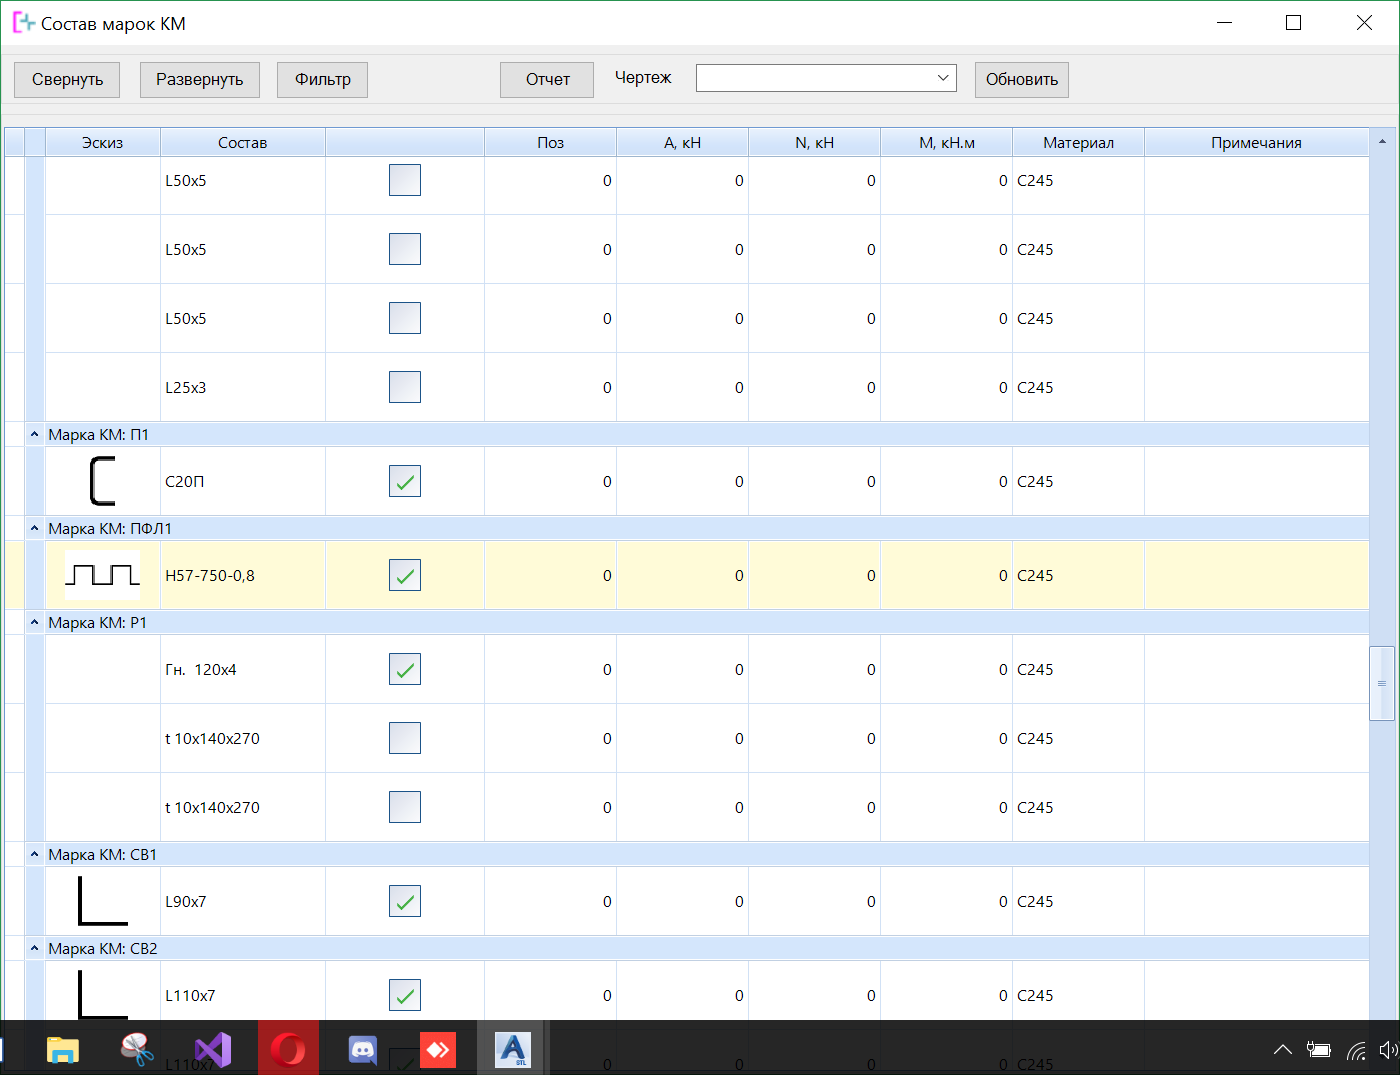 Состав марок КМ
Свернуть Развернуть Фильтр Отчет Чертеж Обновить
Эскиз Состав Поз А, кН N, кН М, кН.м Материал Примечания
L50x5 0 0 0 0 С245
L50x5 0 0 0 0 С245
L50x5 0 0 0 0 С245
L25x3 0 0 0 0 С245
Марка КМ: П1
С20П 0 0 0 0 С245
Марка КМ: ПФЛ1
Н57-750-0,8 0 0 0 0 С245
Марка КМ: Р1
Гн. 120x4 0 0 0 0 С245
t 10x140x270 0 0 0 0 С245
t 10x140x270 0 0 0 0 С245
Марка КМ: СВ1
L90x7 0 0 0 0 С245
Марка КМ: СВ2
L110x7 0 0 0 0 С245
L110x7
STL